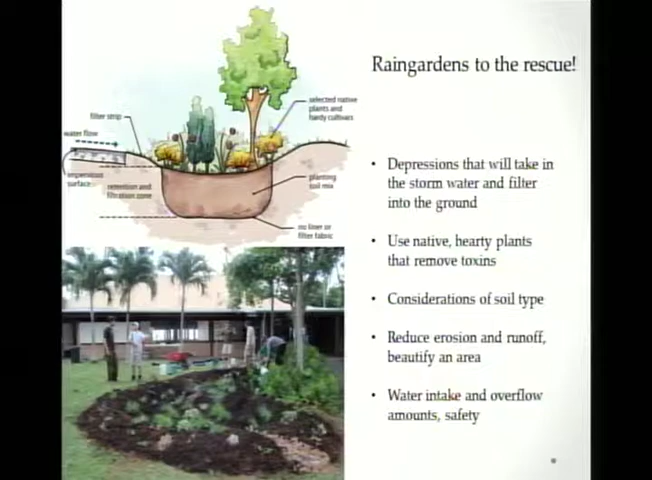 Raingardens to the rescue!
selected native
plants and
hardy cultivars
filter strip
water flow
impervious
surface
retention and
filtration zone
planting
soil mix
no liner or
filter fabric
• Depressions that will take in
the storm water and filter
into the ground
• Use native, hearty plants
that remove toxins
• Considerations of soil type
• Reduce erosion and runoff,
beautify an area
• Water intake and overflow
amounts, safety